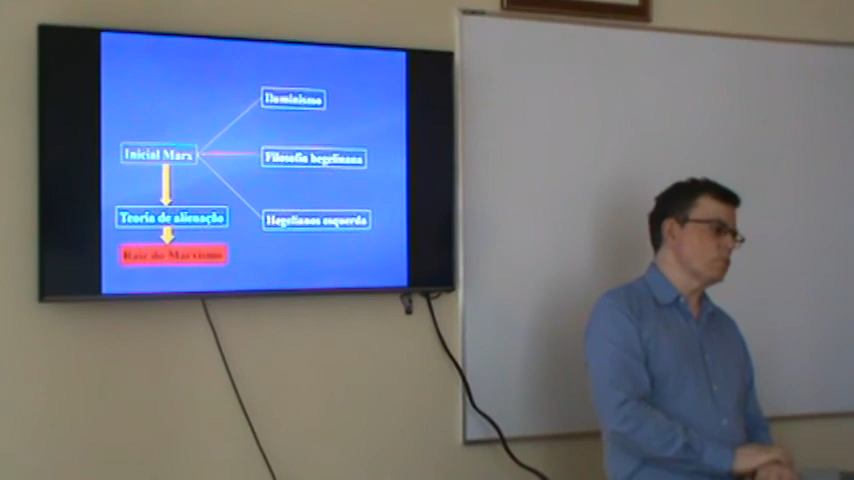 Iluminismo
Inicial Marx
Filosofia hegeliana
Teoria de alienação
Hegelianos esquerda
Raiz do Marxismo